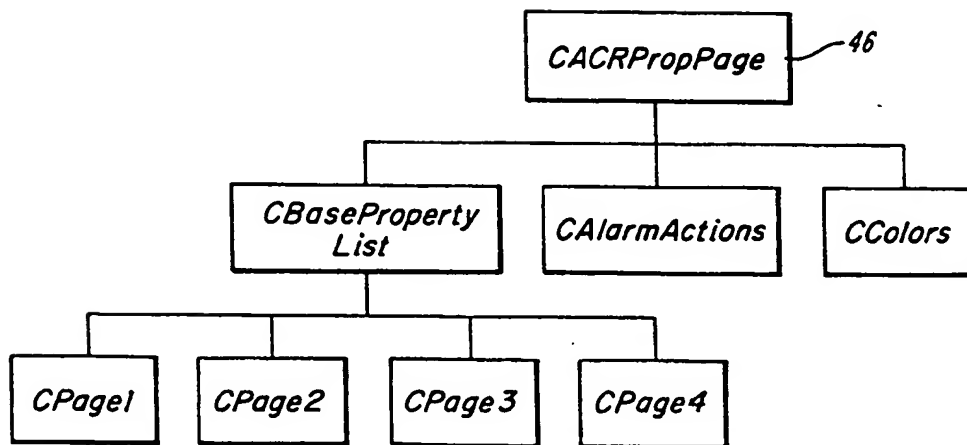 CACRPropPage
46
CBaseProperty
List
CAlarmActions
CColors
CPage1
CPage2
CPage3
CPage4